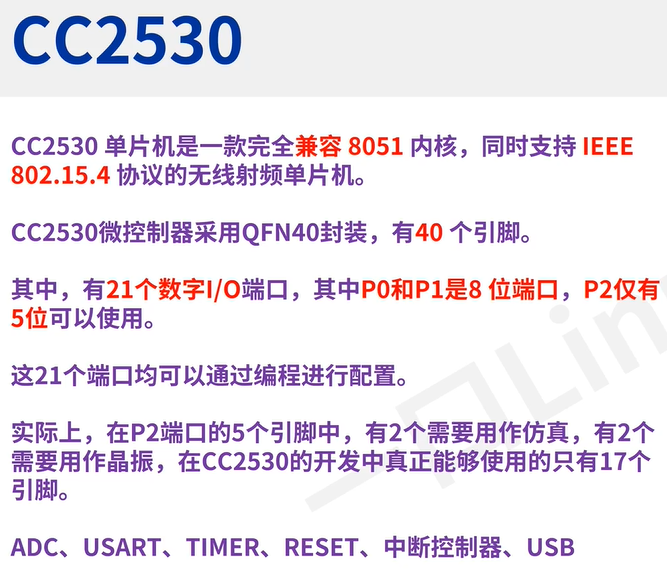 CC2530
CC2530 单片机是一款完全兼容 8051 内核，同时支持 IEEE
802.15.4 协议的无线射频单片机。
CC2530微控制器采用QFN40封装，有40 个引脚。
其中，有21个数字I/O端口，其中P0和P1是8 位端口，P2仅有
5位可以使用。
这21个端口均可以通过编程进行配置。
实际上，在P2端口的5个引脚中，有2个需要用作仿真，有2个
需要用作晶振，在CC2530的开发中真正能够使用的只有17个
引脚。
ADC、USART、TIMER、RESET、中断控制器、USB